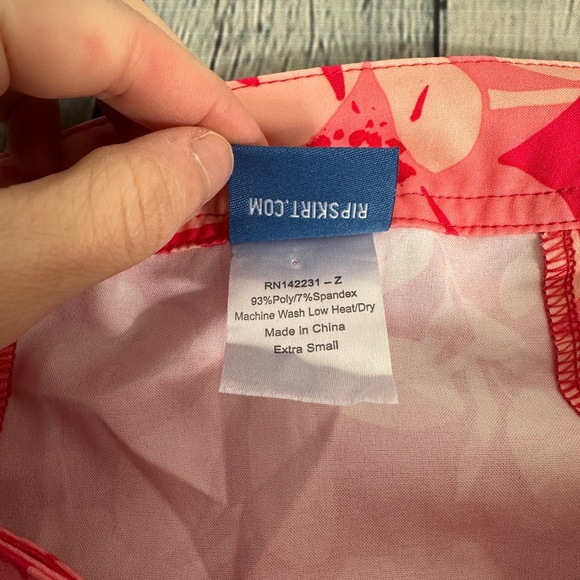 RIPSKIRT.COM
RN142231 – Z
93%Poly/7%Spandex
Machine Wash Low Heat/Dry
Made in China
Extra Small